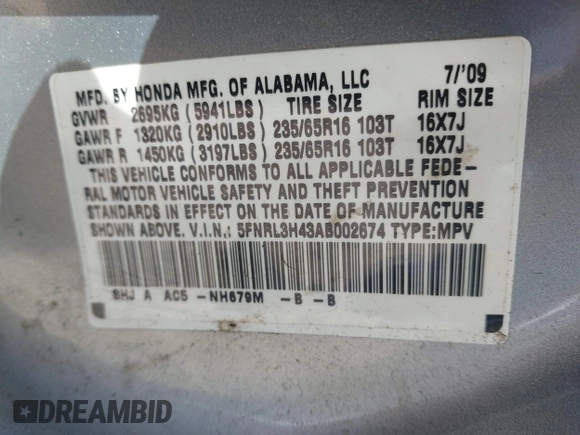 MFD. BY HONDA MFG. OF ALABAMA, LLC 7/'09
GVWR 2695KG (5941LBS) TIRE SIZE RIM SIZE
GAWR F 1320KG (2910LBS) 235/65R16 103T 16X7J
GAWR R 1450KG (3197LBS) 235/65R16 103T 16X7J
THIS VEHICLE CONFORMS TO ALL APPLICABLE FEDE-
RAL MOTOR VEHICLE SAFETY AND THEFT PREVENTION
STANDARDS IN EFFECT ON THE DATE OF MANUFACTURE
SHOWN ABOVE. V.I.N.: 5FNRL3H43AB002674 TYPE:MPV
SHJ A AC5 -NH679M -B -B
DREAMBID